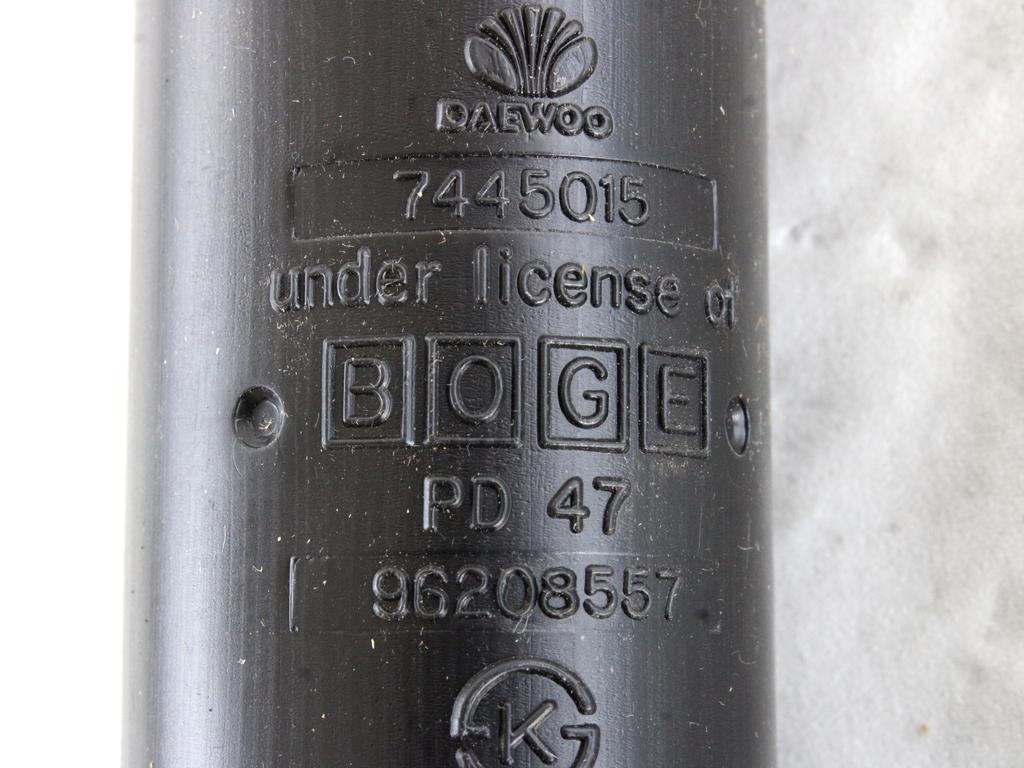 DAEWOO
7445015
under license of
BOGE
PD 47
96208557
K